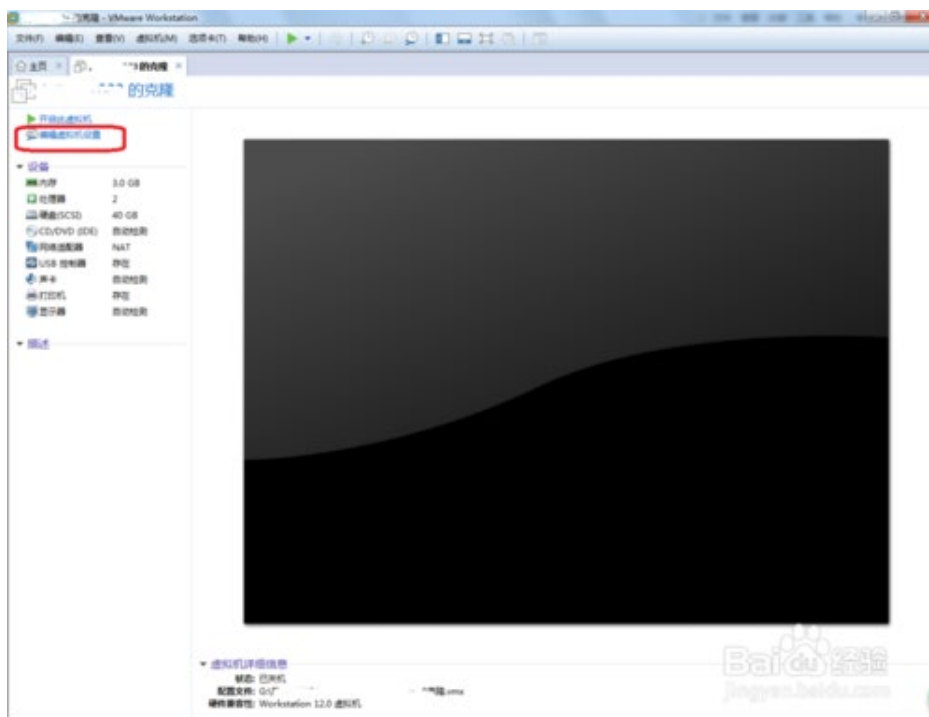 克隆 - VMware Workstation
文件(F) 编辑(E) 查看(V) 虚拟机(M) 选项卡(T) 帮助(H)
主页 的克隆
的克隆
开启此虚拟机
编辑虚拟机设置
设备
内存 3.0 GB
处理器 2
硬盘(SCSI) 40 GB
CD/DVD (IDE) 自动检测
网络适配器 NAT
USB 控制器 存在
声卡 自动检测
打印机 存在
显示器 自动检测
描述
虚拟机详细信息
状态: 已关机
配置文件: G:\ 克隆.vmx
硬件兼容性: Workstation 12.0 虚拟机
Baidu 经验
jingyan.baidu.com